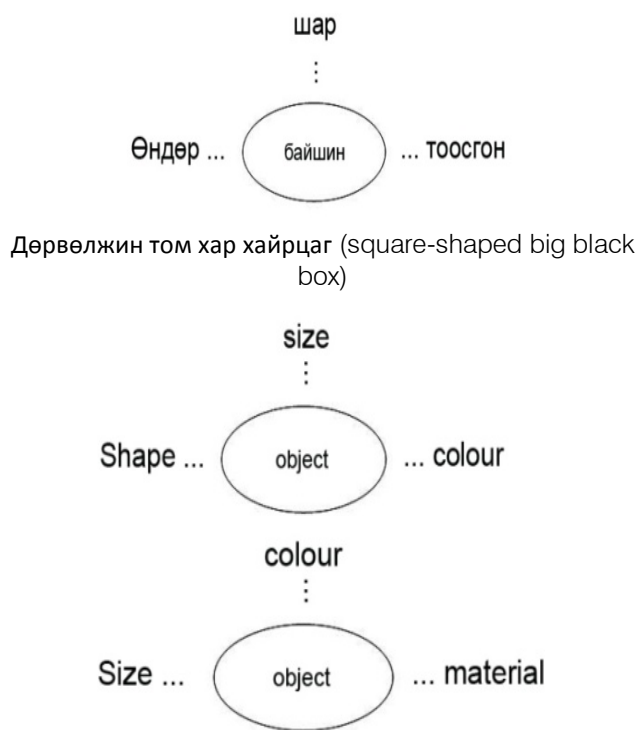 шар
⋮
Өндөр ... байшин ... тоосгон
Дөрвөлжин том хар хайрцаг (square-shaped big black
box)
size
⋮
Shape ... object ... colour
colour
⋮
Size ... object ... material